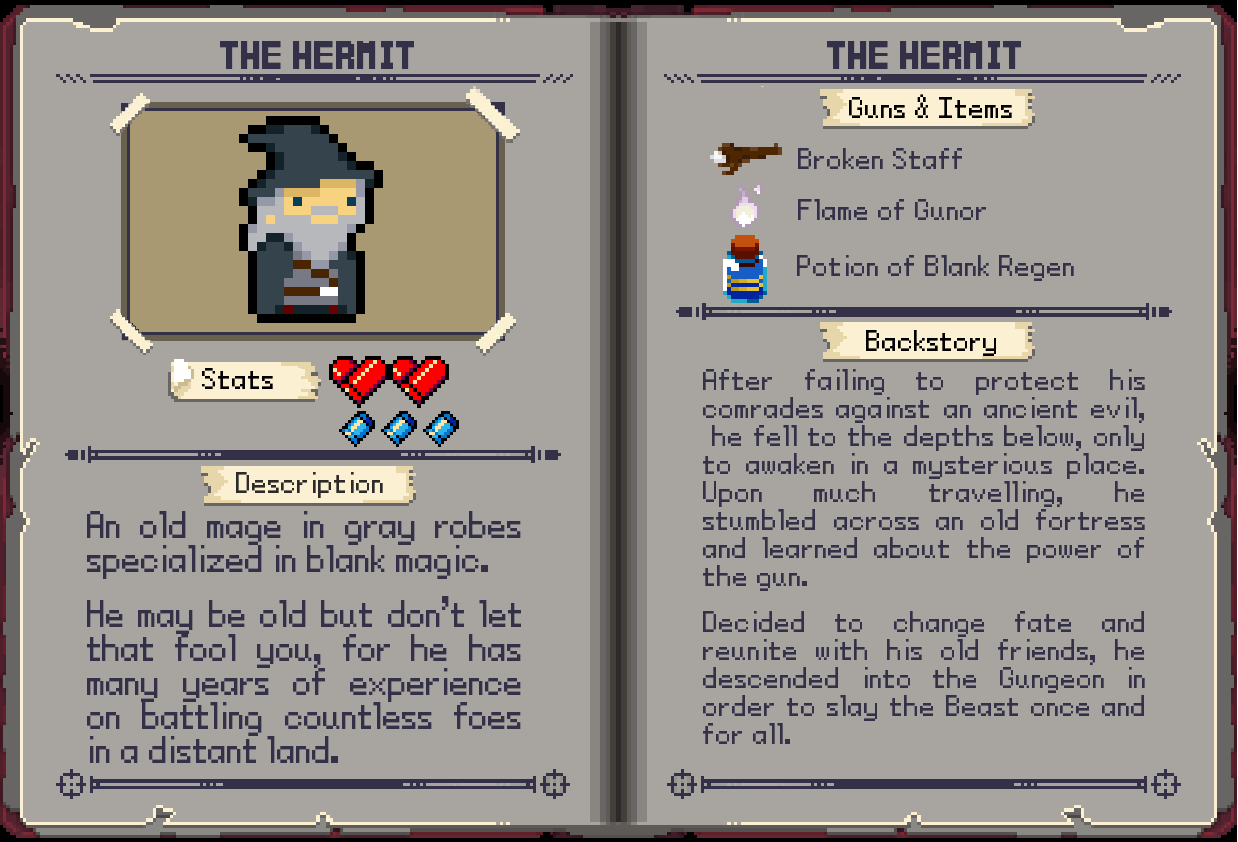 THE HERMIT
Stats
Description
An old mage in gray robes
specialized in blank magic.
He may be old but don't let
that fool you, for he has
many years of experience
on battling countless foes
in a distant land.
THE HERMIT
Guns & Items
Broken Staff
Flame of Gunor
Potion of Blank Regen
Backstory
After failing to protect his
comrades against an ancient evil,
he fell to the depths below, only
to awaken in a mysterious place.
Upon much travelling, he
stumbled across an old fortress
and learned about the power of
the gun.
Decided to change fate and
reunite with his old friends, he
descended into the Gungeon in
order to slay the Beast once and
for all.